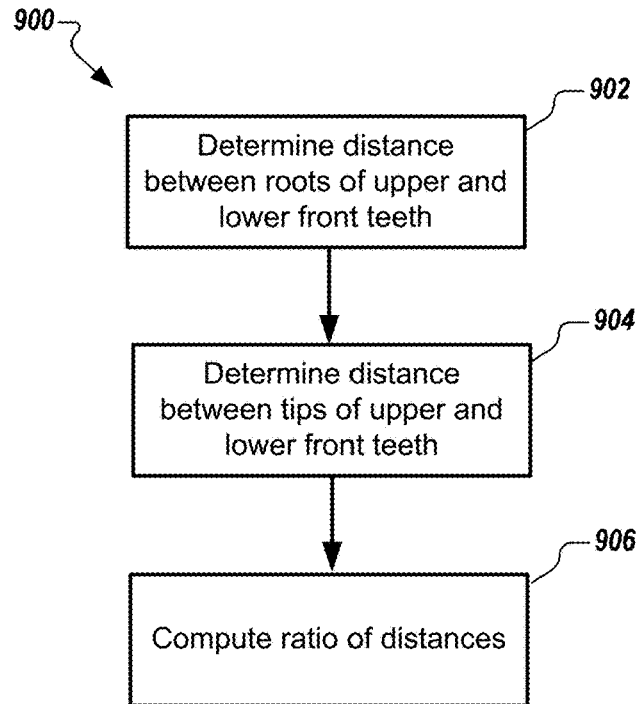 900
902
Determine distance
between roots of upper and
lower front teeth
904
Determine distance
between tips of upper and
lower front teeth
906
Compute ratio of distances